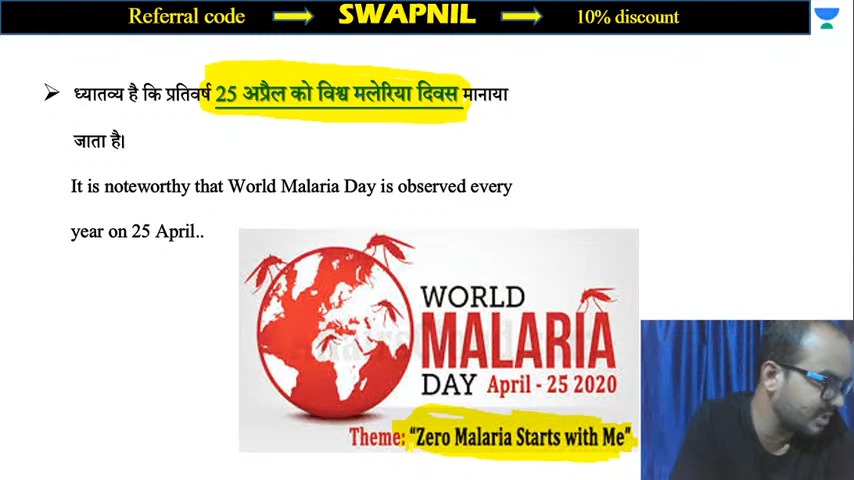 Referral code SWAPNIL 10% discount
ध्यातव्य है कि प्रतिवर्ष 25 अप्रैल को विश्व मलेरिया दिवस मानाया
जाता है।
It is noteworthy that World Malaria Day is observed every
year on 25 April..
WORLD
MALARIA
DAY April - 25 2020
Theme: “Zero Malaria Starts with Me”